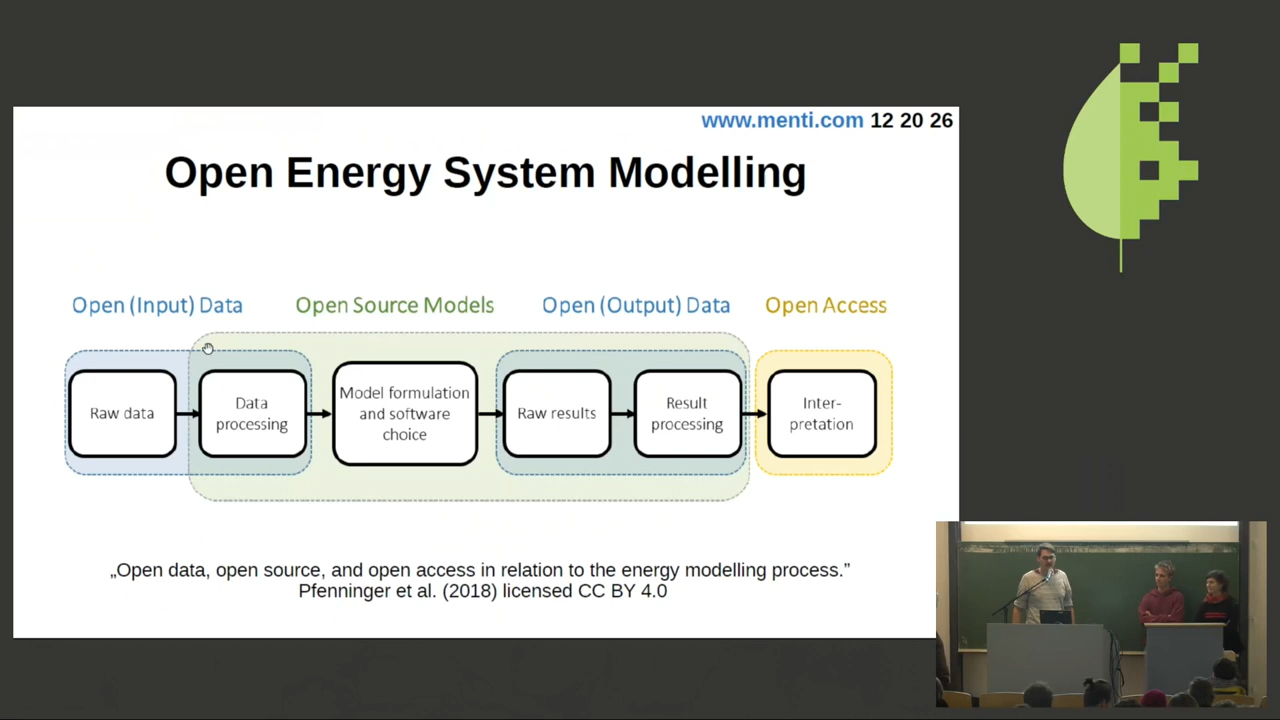 www.menti.com 12 20 26
Open Energy System Modelling
Open (Input) Data
Open Source Models
Open (Output) Data
Open Access
Raw data
Data
processing
Model formulation
and software
choice
Raw results
Result
processing
Inter-
pretation
„Open data, open source, and open access in relation to the energy modelling process.”
Pfenninger et al. (2018) licensed CC BY 4.0